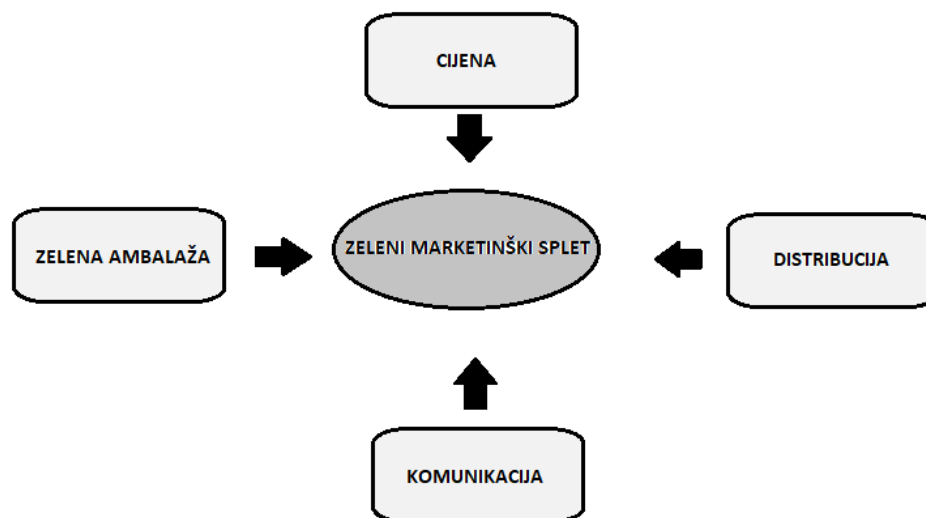 CIJENA
ZELENA AMBALAŽA
ZELENI MARKETINŠKI SPLET
DISTRIBUCIJA
KOMUNIKACIJA